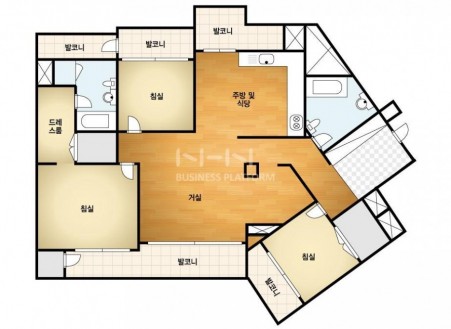 발코니
발코니
발코니
침실
주방 및
식당
드레
스룸
NHN
BUSINESS PLATFORM
침실
거실
침실
발코니
발코니